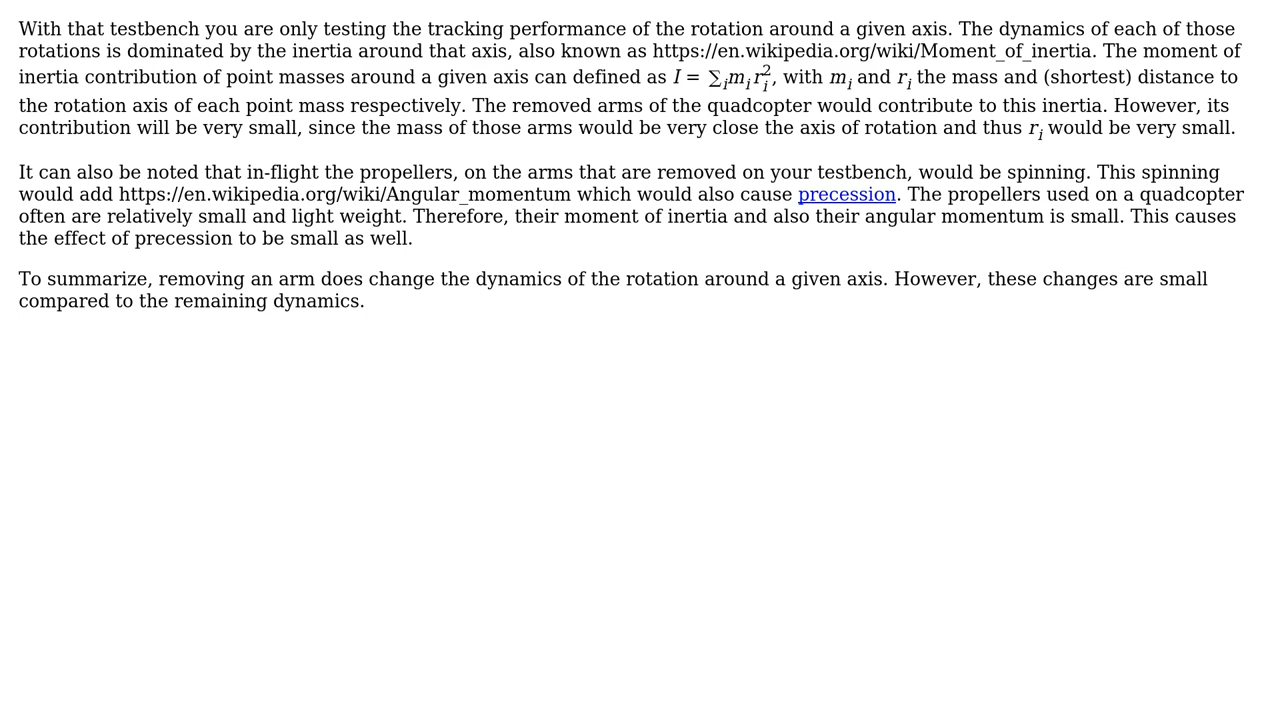 With that testbench you are only testing the tracking performance of the rotation around a given axis. The dynamics of each of those
rotations is dominated by the inertia around that axis, also known as https://en.wikipedia.org/wiki/Moment_of_inertia. The moment of
inertia contribution of point masses around a given axis can defined as $I = \sum_i m_i r_i^2$, with $m_i$ and $r_i$ the mass and (shortest) distance to
the rotation axis of each point mass respectively. The removed arms of the quadcopter would contribute to this inertia. However, its
contribution will be very small, since the mass of those arms would be very close the axis of rotation and thus $r_i$ would be very small.
It can also be noted that in-flight the propellers, on the arms that are removed on your testbench, would be spinning. This spinning
would add https://en.wikipedia.org/wiki/Angular_momentum which would also cause precession. The propellers used on a quadcopter
often are relatively small and light weight. Therefore, their moment of inertia and also their angular momentum is small. This causes
the effect of precession to be small as well.
To summarize, removing an arm does change the dynamics of the rotation around a given axis. However, these changes are small
compared to the remaining dynamics.